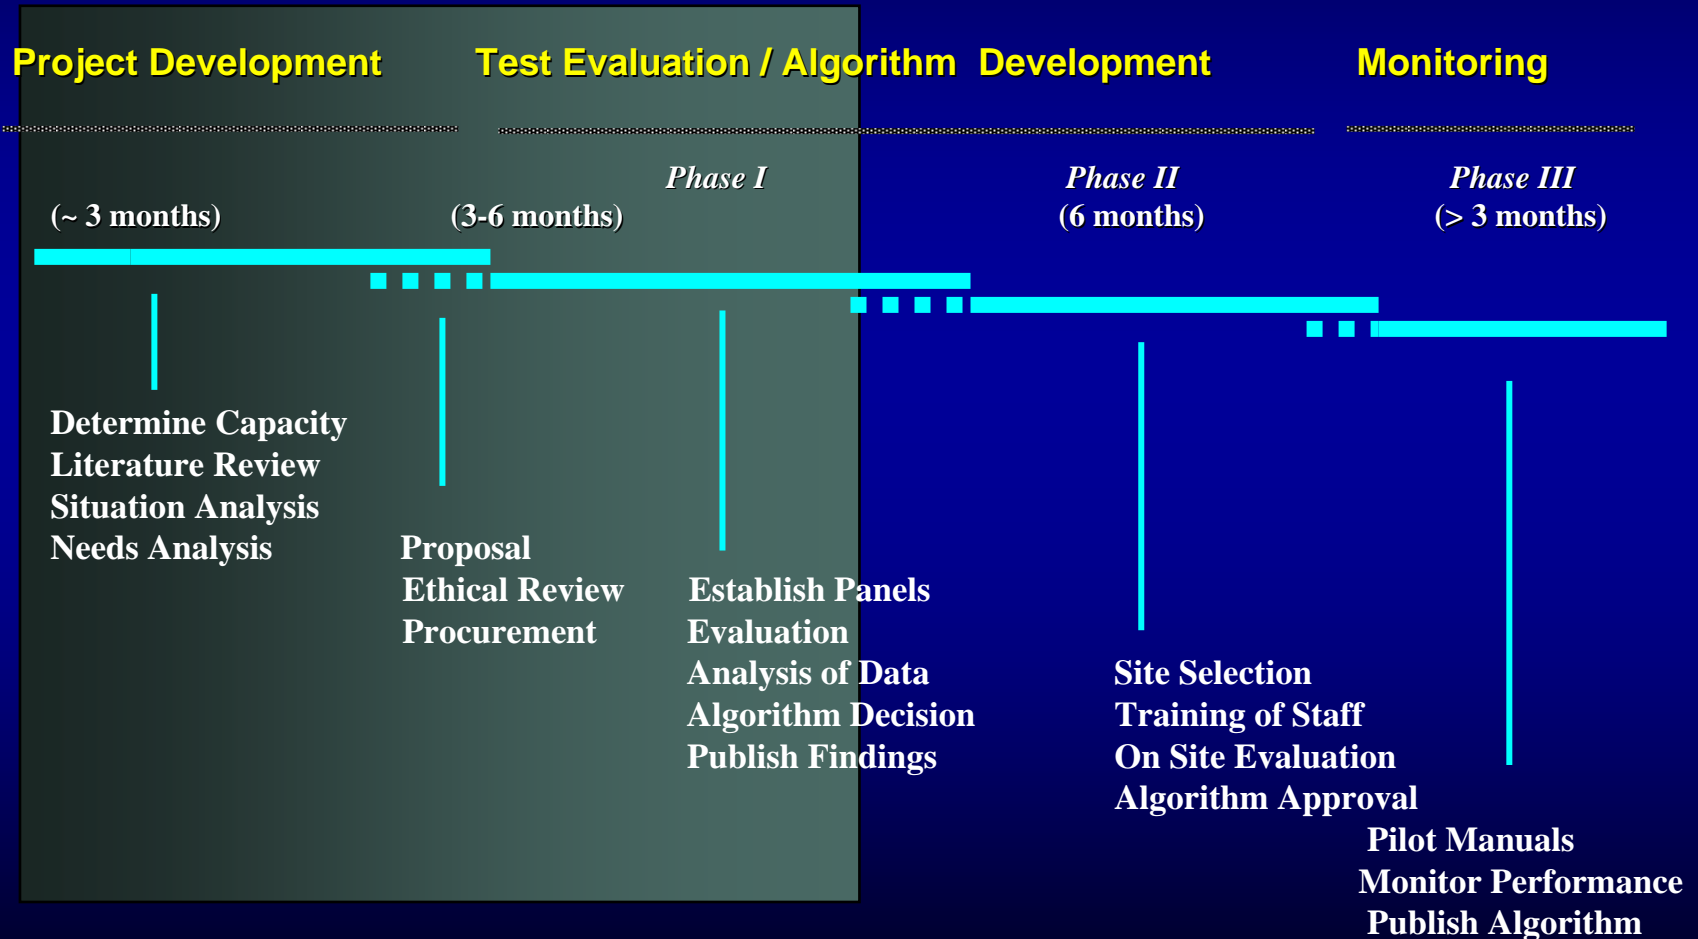 Project Development
Test Evaluation / Algorithm Development
Monitoring
Phase I
Phase II
Phase III
(~ 3 months)
(3-6 months)
(6 months)
(> 3 months)
Determine Capacity
Literature Review
Situation Analysis
Needs Analysis
Proposal
Ethical Review
Procurement
Establish Panels
Evaluation
Analysis of Data
Algorithm Decision
Publish Findings
Site Selection
Training of Staff
On Site Evaluation
Algorithm Approval
Pilot Manuals
Monitor Performance
Publish Algorithm